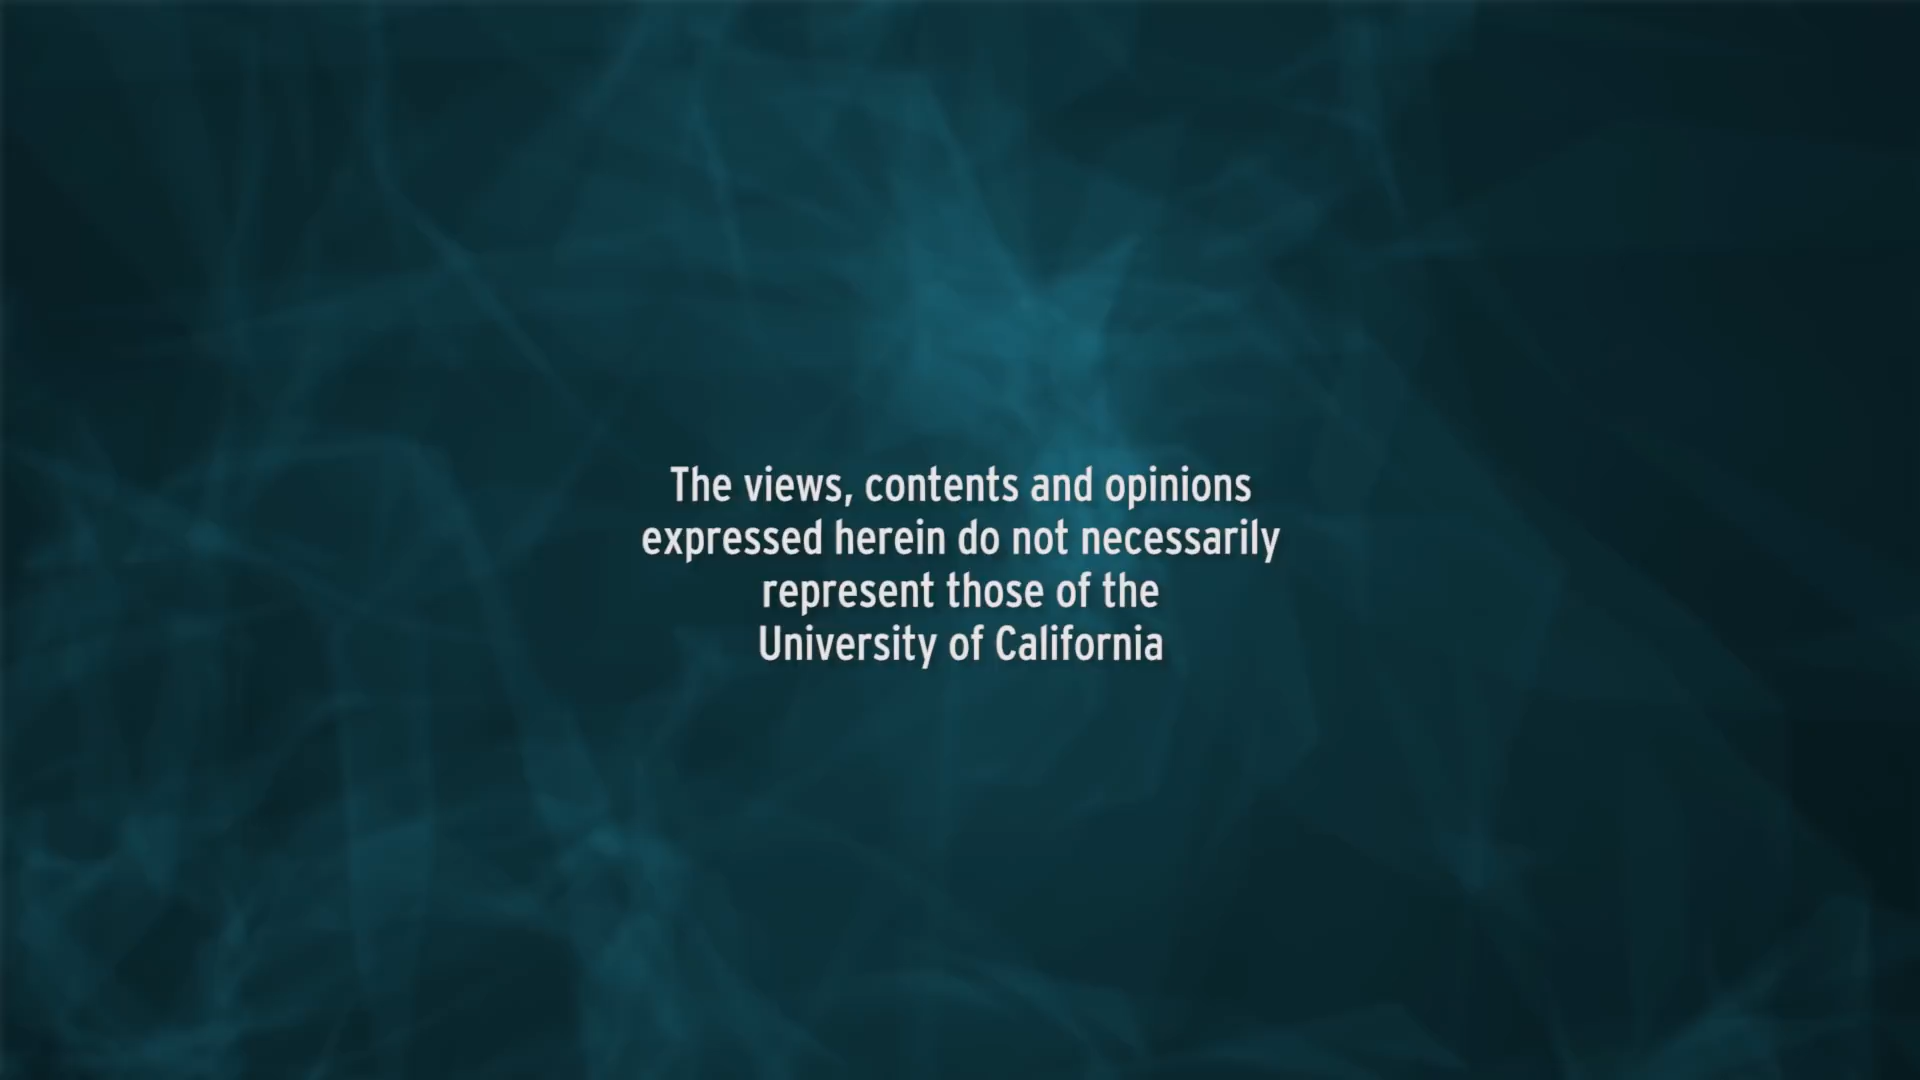 The views, contents and opinions
expressed herein do not necessarily
represent those of the
University of California